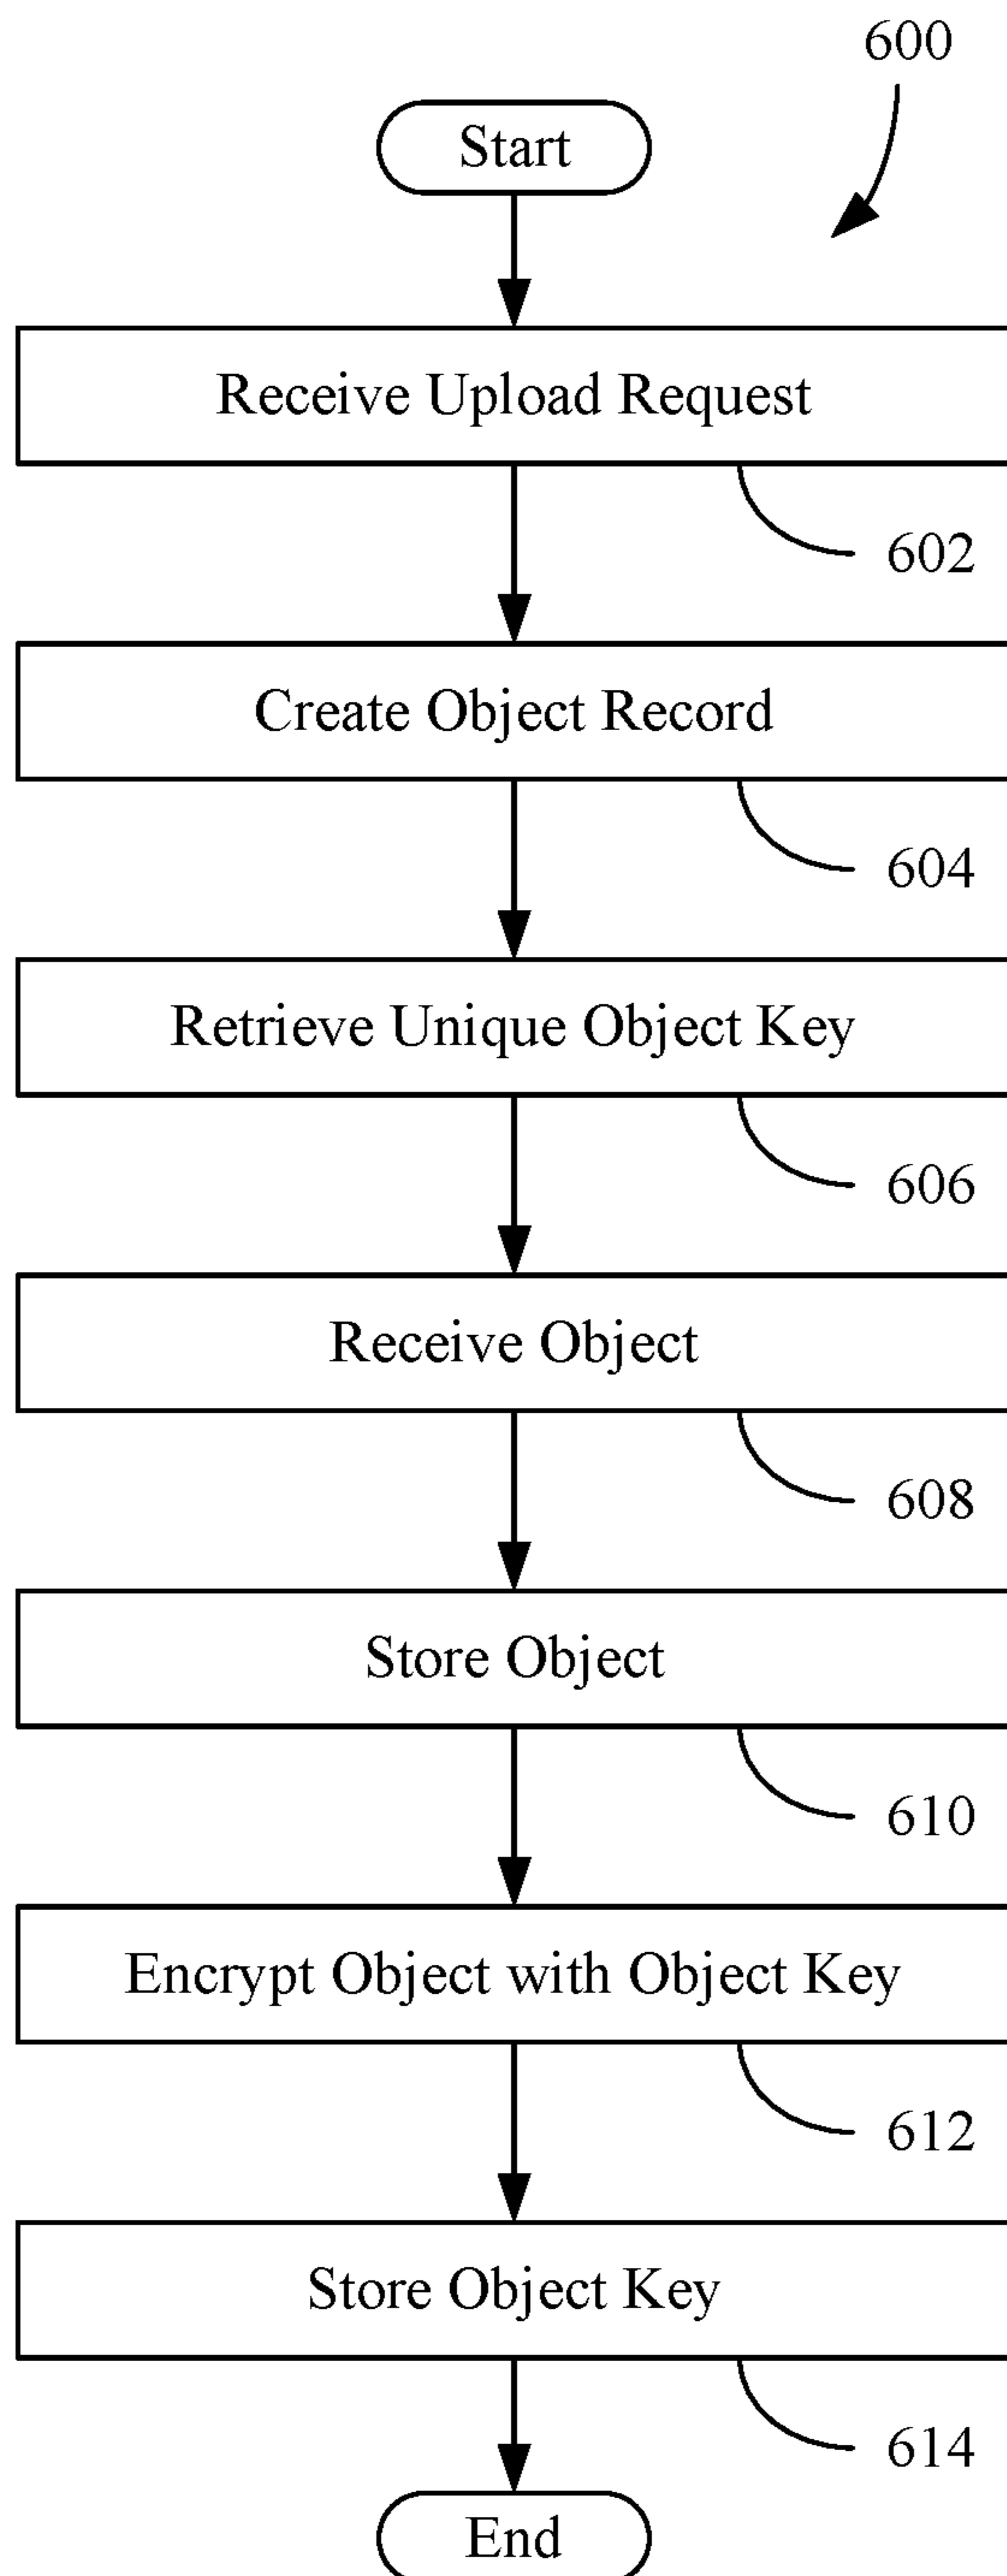 600
Start
Receive Upload Request
602
Create Object Record
604
Retrieve Unique Object Key
606
Receive Object
608
Store Object
610
Encrypt Object with Object Key
612
Store Object Key
614
End